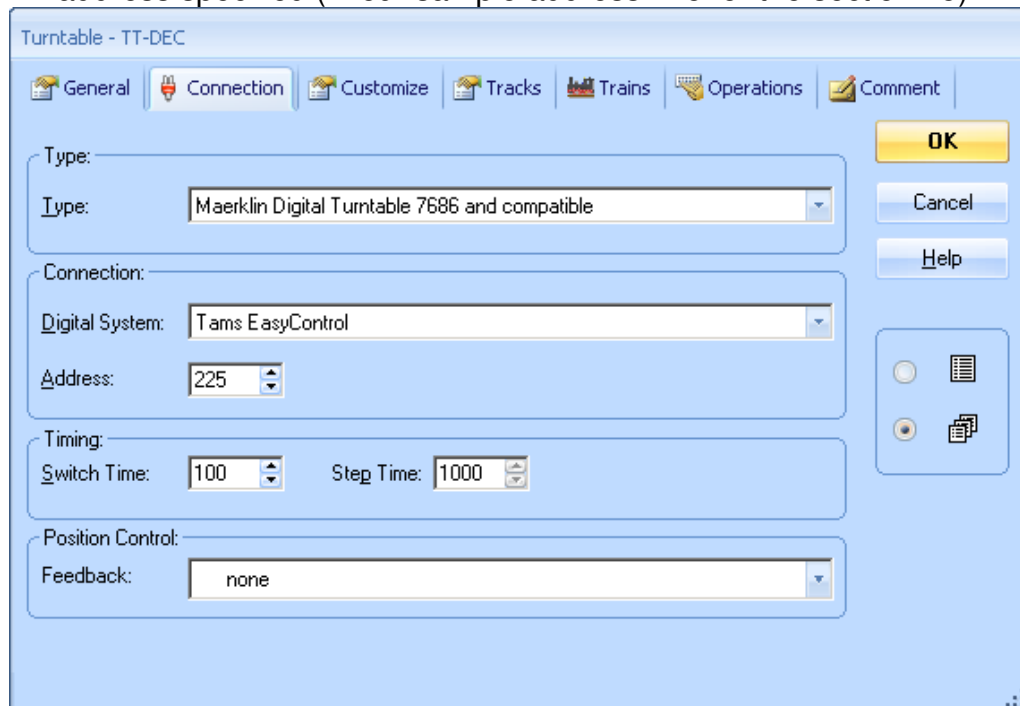 Turntable - TT-DEC
General Connection Customize Tracks Trains Operations Comment
Type:
Type: Maerklin Digital Turntable 7686 and compatible
Connection:
Digital System: Tams EasyControl
Address: 225
Timing:
Switch Time: 100 Step Time: 1000
Position Control:
Feedback: none
OK
Cancel
Help